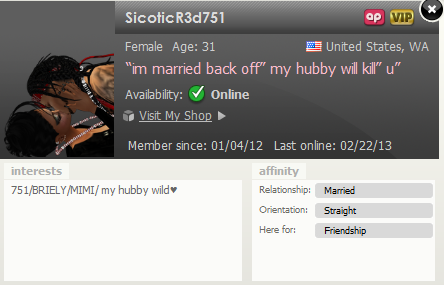 SicoticR3d751
ap VIP
Female Age: 31 United States, WA
“im married back off” my hubby will kill” u”
Availability: Online
Visit My Shop
Member since: 01/04/12 Last online: 02/22/13
interests
751/BRIELY/MIMI/ my hubby wild♥
affinity
Relationship: Married
Orientation: Straight
Here for: Friendship